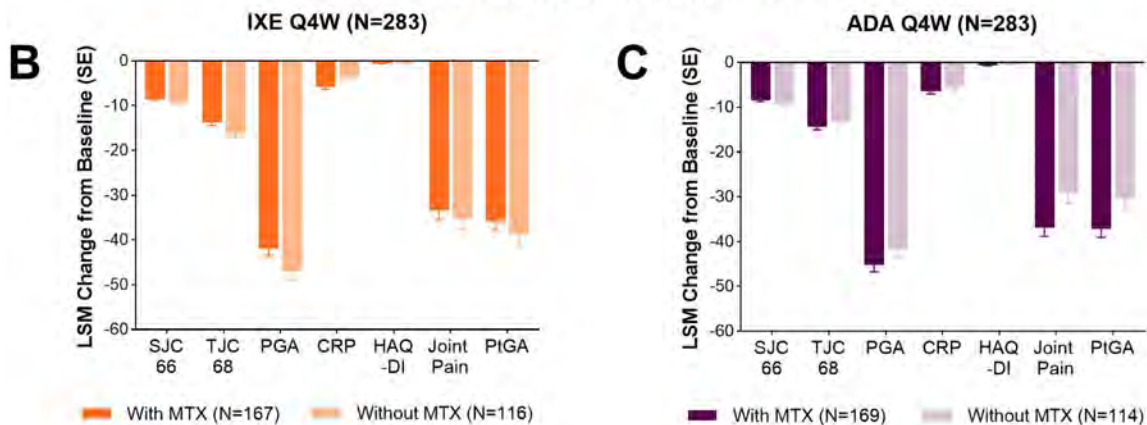 B
IXE Q4W (N=283)
LSM Change from Baseline (SE)
0
-10
-20
-30
-40
-50
-60
SJC 66
TJC 68
PGA
CRP
HAQ -DI
Joint Pain
PtGA
With MTX (N=167)
Without MTX (N=116)
C
ADA Q4W (N=283)
LSM Change from Baseline (SE)
0
-10
-20
-30
-40
-50
-60
SJC 66
TJC 68
PGA
CRP
HAQ -DI
Joint Pain
PtGA
With MTX (N=169)
Without MTX (N=114)